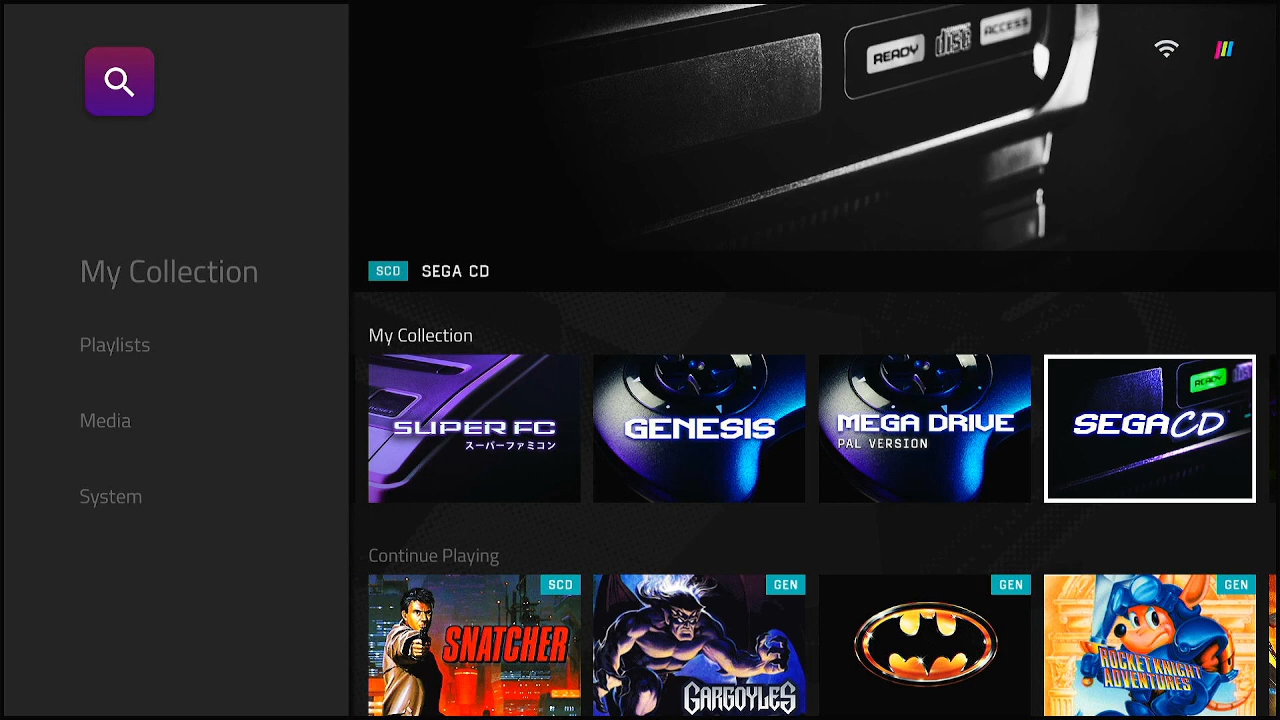 READY
disc
ACCESS
My Collection
Playlists
Media
System
SCD SEGA CD
My Collection
SUPER FC
スーパーファミコン
GENESIS
MEGA DRIVE
PAL VERSION
READY
SEGA CD
Continue Playing
SCD
SNATCHER
GEN
GARGOYLES
GEN
GEN
ROCKET KNIGHT
ADVENTURES